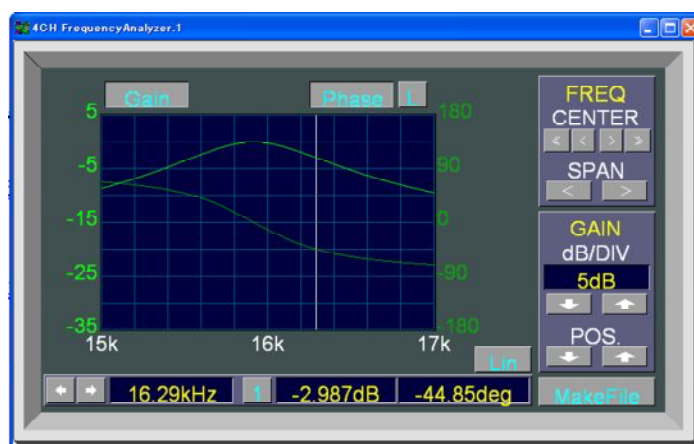 4CH FrequencyAnalyzer.1
Gain
Phase
L
5
-5
-15
-25
-35
180
90
0
-90
-180
15k
16k
17k
Lin
16.29kHz
1
-2.987dB
-44.85deg
FREQ
CENTER
SPAN
GAIN
dB/DIV
5dB
POS.
MakeFile